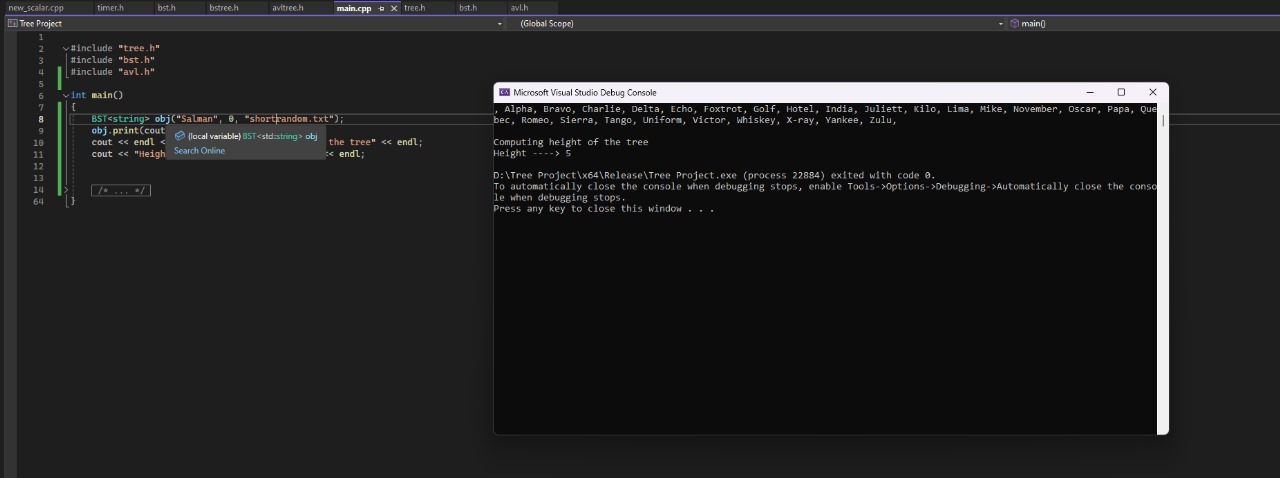 new_scalar.cpp timer.h bst.h bstree.h avltree.h main.cpp tree.h bst.h avl.h
Tree Project (Global Scope) main()
1
2 #include "tree.h"
3 #include "bst.h"
4 #include "avl.h"
5
6 int main()
7 {
8 BST<string> obj("Salman", 0, "shortrandom.txt");
9 obj.print(cout
(local variable) BST<std::string> obj
10 cout << endl < the tree" << endl;
Search Online
11 cout << "Heigh << endl;
12
13
14 /* ... */
64 }
Microsoft Visual Studio Debug Console
, Alpha, Bravo, Charlie, Delta, Echo, Foxtrot, Golf, Hotel, India, Juliett, Kilo, Lima, Mike, November, Oscar, Papa, Que
bec, Romeo, Sierra, Tango, Uniform, Victor, Whiskey, X-ray, Yankee, Zulu,
Computing height of the tree
Height ----> 5
D:\Tree Project\x64\Release\Tree Project.exe (process 22884) exited with code 0.
To automatically close the console when debugging stops, enable Tools->Options->Debugging->Automatically close the conso
le when debugging stops.
Press any key to close this window . . .